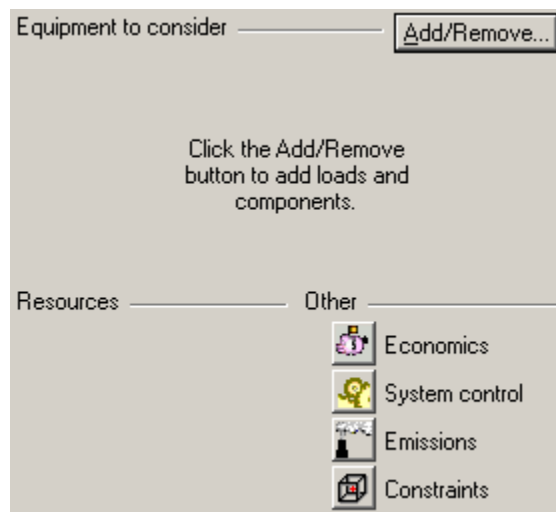 Equipment to consider
Add/Remove...
Click the Add/Remove
button to add loads and
components.
Resources
Other
Economics
System control
Emissions
Constraints